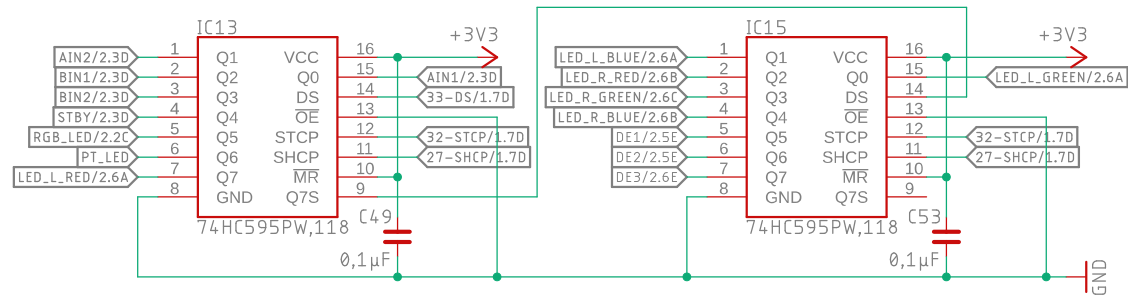 IC13
+3V3
AIN2/2.3D 1 Q1 VCC 16
BIN1/2.3D 2 Q2 Q0 15 AIN1/2.3D
BIN2/2.3D 3 Q3 DS 14 33-DS/1.7D
STBY/2.3D 4 Q4 OE 13
RGB_LED/2.2C 5 Q5 STCP 12 32-STCP/1.7D
PT_LED 6 Q6 SHCP 11 27-SHCP/1.7D
LED_L_RED/2.6A 7 Q7 MR 10
8 GND Q7S 9
74HC595PW,118
C49
0,1µF
IC15
+3V3
LED_L_BLUE/2.6A 1 Q1 VCC 16
LED_R_RED/2.6B 2 Q2 Q0 15 LED_L_GREEN/2.6A
LED_R_GREEN/2.6C 3 Q3 DS 14
LED_R_BLUE/2.6B 4 Q4 OE 13
DE1/2.5E 5 Q5 STCP 12 32-STCP/1.7D
DE2/2.5E 6 Q6 SHCP 11 27-SHCP/1.7D
DE3/2.6E 7 Q7 MR 10
8 GND Q7S 9
74HC595PW,118
C53
0,1µF
GND